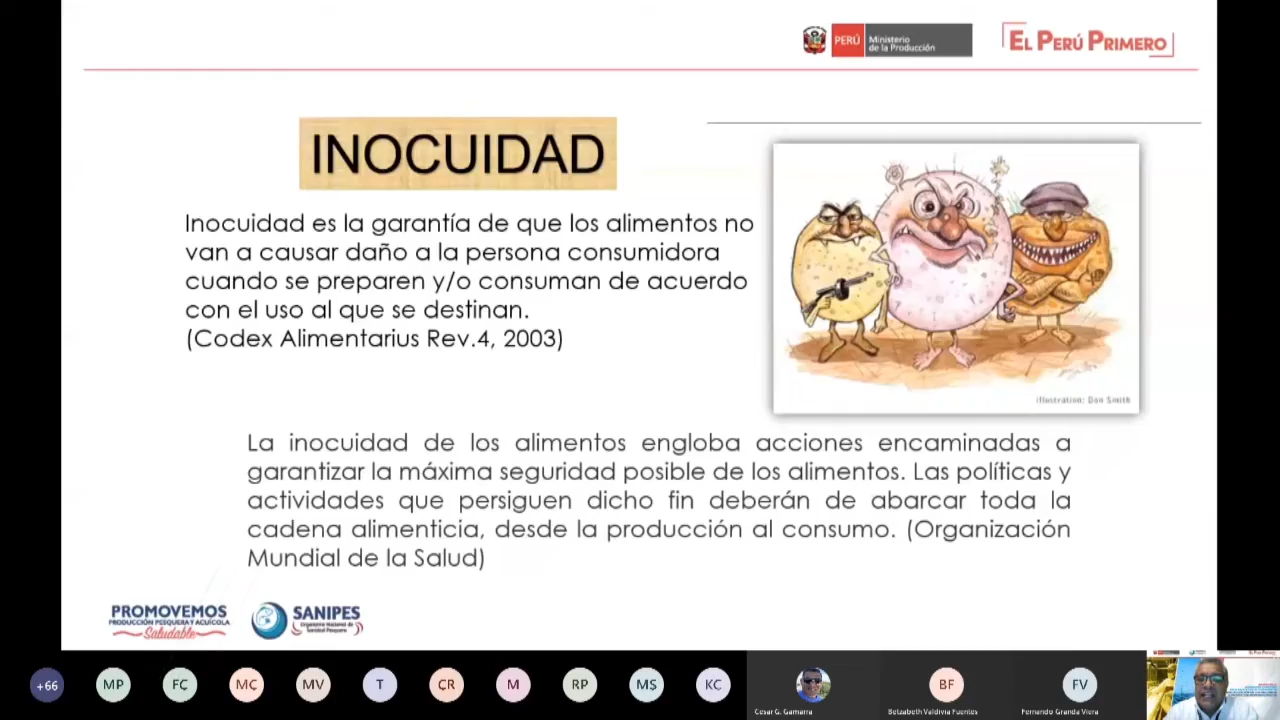 PERÚ
Ministerio
de la Producción
EL PERÚ PRIMERO
INOCUIDAD
Inocuidad es la garantía de que los alimentos no
van a causar daño a la persona consumidora
cuando se preparen y/o consuman de acuerdo
con el uso al que se destinan.
(Codex Alimentarius Rev.4, 2003)
illustration: Don Smith
La inocuidad de los alimentos engloba acciones encaminadas a
garantizar la máxima seguridad posible de los alimentos. Las políticas y
actividades que persiguen dicho fin deberán de abarcar toda la
cadena alimenticia, desde la producción al consumo. (Organización
Mundial de la Salud)
PROMOVEMOS
PRODUCCIÓN PESQUERA Y ACUÍCOLA
Saludable
SANIPES
Organismo Nacional de
Sanidad Pesquera
+66
MP
FC
MC
MV
T
CR
M
RP
MS
KC
BF
FV
Cesar G. Gamarra
Betzabeth Valdivia Fuentes
Fernando Granda Viera